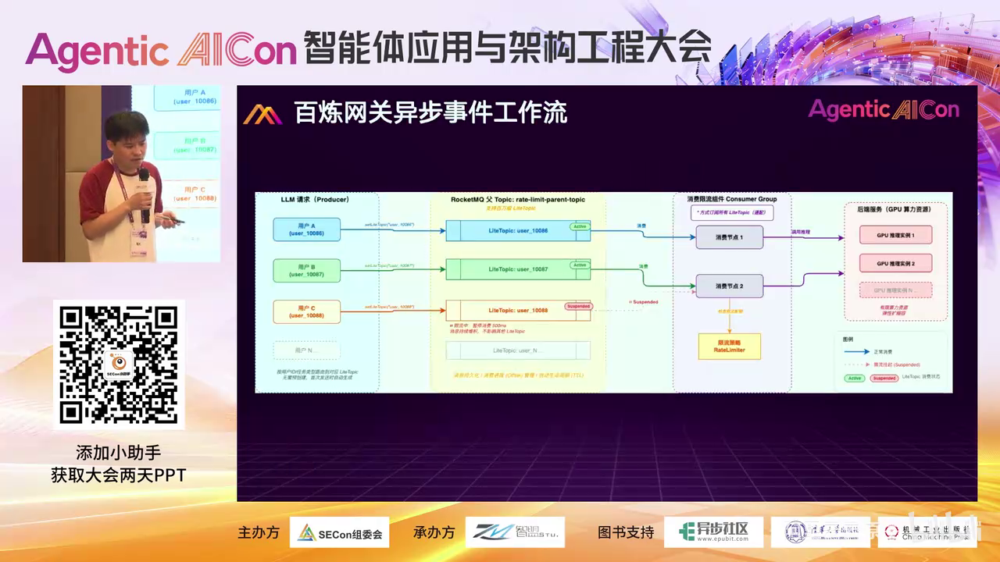 Agentic AICon 智能体应用与架构工程大会
用户 A
(user_10086)
用户 B
(user_10087)
用户 C
(user_10088)
SECon小助手
添加小助手
获取大会两天PPT
百炼网关异步事件工作流
Agentic AICon
LLM 请求（Producer）
用户 A
(user_10086)
用户 B
(user_10087)
用户 C
(user_10088)
用户 N...
按用户ID/任务类型路由到对应 LiteTopic
无需预创建，首次发送时自动生成
setLiteTopic("user_10086")
setLiteTopic("user_10087")
setLiteTopic("user_10088")
RocketMQ 父 Topic: rate-limit-parent-topic
支持百万级 LiteTopic
LiteTopic: user_10086
Active
LiteTopic: user_10087
Active
LiteTopic: user_10088
Suspended
限流中：暂停消费 500ms
消息持续堆积，不影响其他 LiteTopic
LiteTopic: user_N...
消息持久化 / 消费进度 (Offset) 管理 / 自动生命周期 (TTL)
消费
消费
Suspended
消费限流组件 Consumer Group
* 方式订阅所有 LiteTopic（通配）
消费节点 1
消费节点 2
限流策略
RateLimiter
调用推理
后端服务（GPU 算力资源）
GPU 推理实例 1
GPU 推理实例 2
GPU 推理实例 N...
有限算力资源
弹性扩缩容
图例
正常消费
限流挂起 (Suspended)
Active
Suspended
LiteTopic 消费状态
主办方
SECon组委会
承办方
ZM 智盟STU.
图书支持
异步社区
www.epubit.com
清华大学出版社
机械工业出版社
China Machine Press